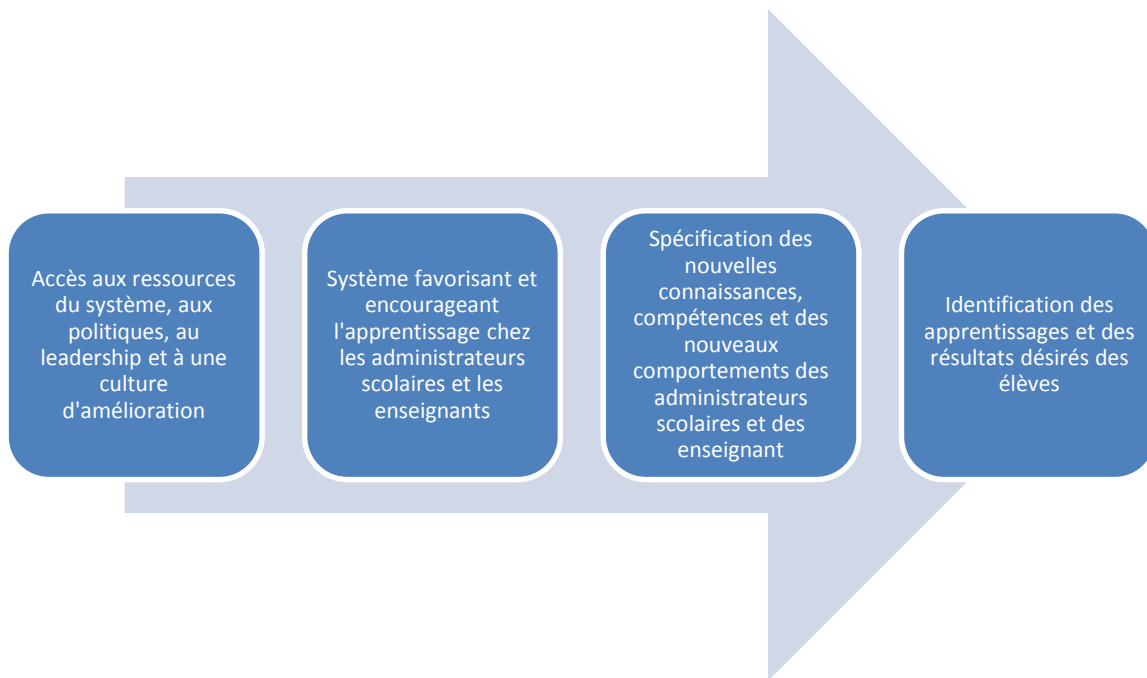 Accès aux ressources
du système, aux
politiques, au
leadership et à une
culture
d'amélioration
Système favorisant et
encourageant
l'apprentissage chez
les administrateurs
scolaires et les
enseignants
Spécification des
nouvelles
connaissances,
compétences et des
nouveaux
comportements des
administrateurs
scolaires et des
enseignant
Identification des
apprentissages et des
résultats désirés des
élèves